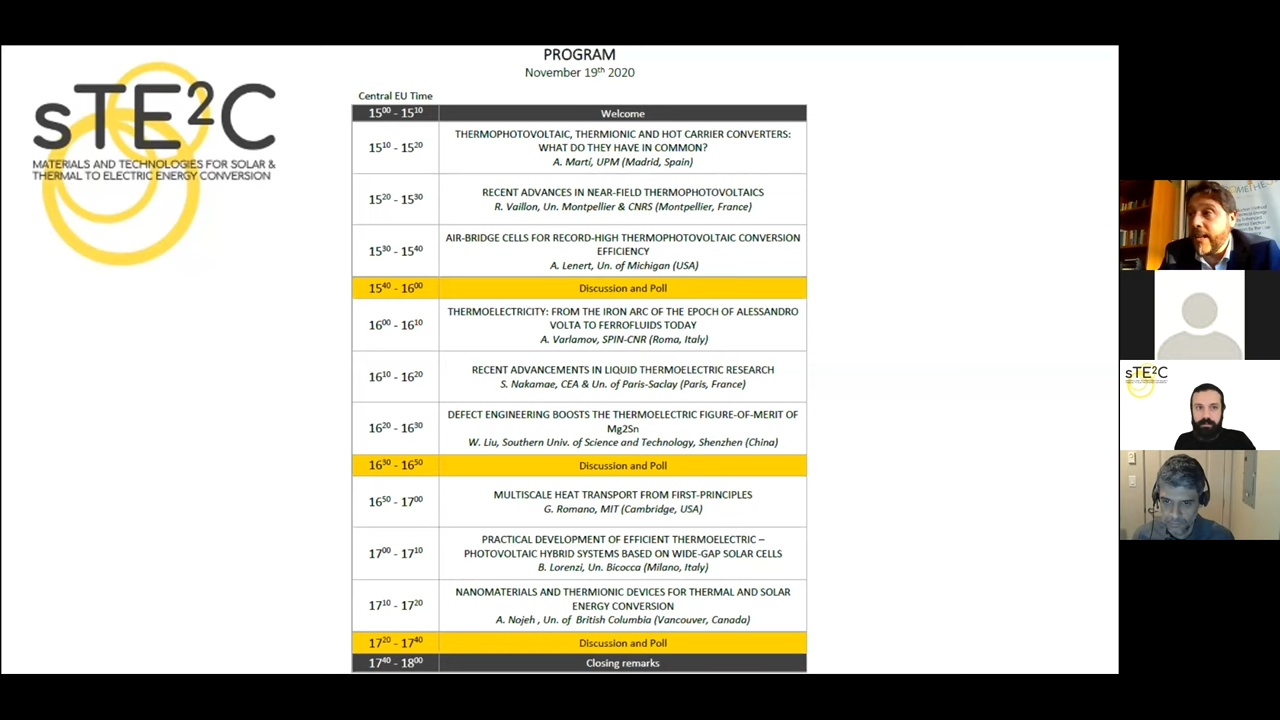 sTE²C
MATERIALS AND TECHNOLOGIES FOR SOLAR &
THERMAL TO ELECTRIC ENERGY CONVERSION
PROGRAM
November 19th 2020
Central EU Time
15⁰⁰ - 15¹⁰ Welcome
15¹⁰ - 15²⁰
THERMOPHOTOVOLTAIC, THERMIONIC AND HOT CARRIER CONVERTERS:
WHAT DO THEY HAVE IN COMMON?
A. Martí, UPM (Madrid, Spain)
15²⁰ - 15³⁰
RECENT ADVANCES IN NEAR-FIELD THERMOPHOTOVOLTAICS
R. Vaillon, Un. Montpellier & CNRS (Montpellier, France)
15³⁰ - 15⁴⁰
AIR-BRIDGE CELLS FOR RECORD-HIGH THERMOPHOTOVOLTAIC CONVERSION
EFFICIENCY
A. Lenert, Un. of Michigan (USA)
15⁴⁰ - 16⁰⁰ Discussion and Poll
16⁰⁰ - 16¹⁰
THERMOELECTRICITY: FROM THE IRON ARC OF THE EPOCH OF ALESSANDRO
VOLTA TO FERROFLUIDS TODAY
A. Varlamov, SPIN-CNR (Roma, Italy)
16¹⁰ - 16²⁰
RECENT ADVANCEMENTS IN LIQUID THERMOELECTRIC RESEARCH
S. Nakamae, CEA & Un. of Paris-Saclay (Paris, France)
16²⁰ - 16³⁰
DEFECT ENGINEERING BOOSTS THE THERMOELECTRIC FIGURE-OF-MERIT OF
Mg2Sn
W. Liu, Southern Univ. of Science and Technology, Shenzhen (China)
16³⁰ - 16⁵⁰ Discussion and Poll
16⁵⁰ - 17⁰⁰
MULTISCALE HEAT TRANSPORT FROM FIRST-PRINCIPLES
G. Romano, MIT (Cambridge, USA)
17⁰⁰ - 17¹⁰
PRACTICAL DEVELOPMENT OF EFFICIENT THERMOELECTRIC –
PHOTOVOLTAIC HYBRID SYSTEMS BASED ON WIDE-GAP SOLAR CELLS
B. Lorenzi, Un. Bicocca (Milano, Italy)
17¹⁰ - 17²⁰
NANOMATERIALS AND THERMIONIC DEVICES FOR THERMAL AND SOLAR
ENERGY CONVERSION
A. Nojeh , Un. of British Columbia (Vancouver, Canada)
17²⁰ - 17⁴⁰ Discussion and Poll
17⁴⁰ - 18⁰⁰ Closing remarks
sTE²C